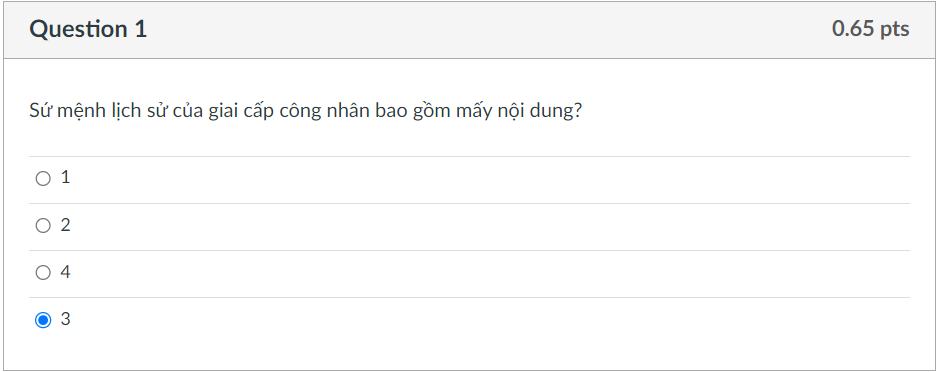 Question 1
0.65 pts
Sứ mệnh lịch sử của giai cấp công nhân bao gồm mấy nội dung?
1
2
4
3